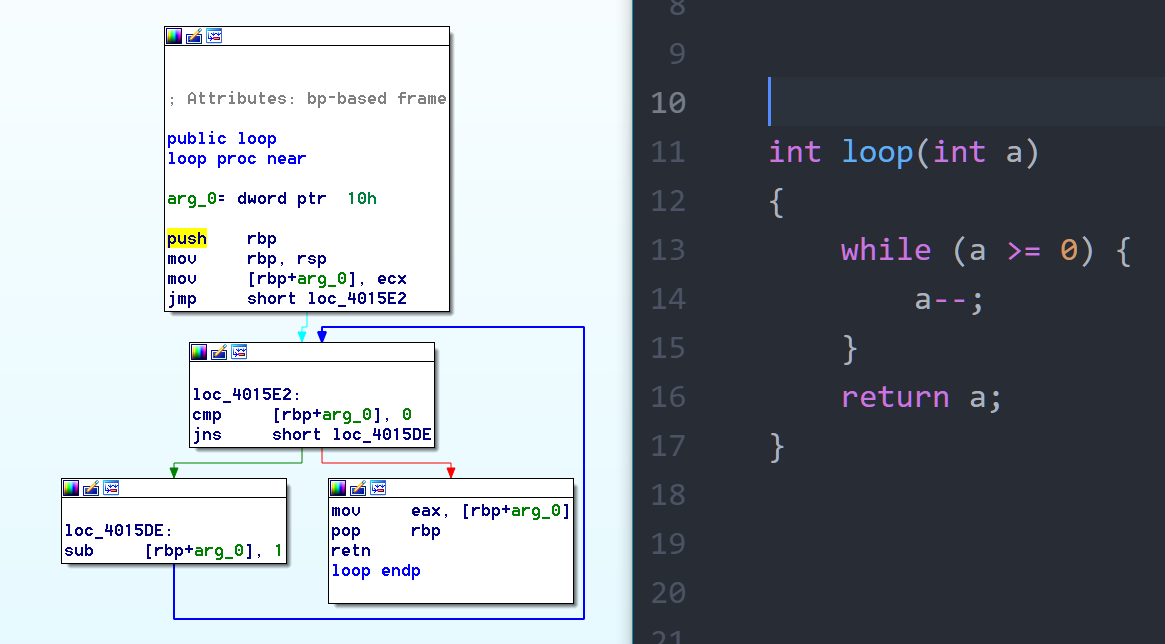 ; Attributes: bp-based frame
public loop
loop proc near
arg_0= dword ptr  10h
push    rbp
mov     rbp, rsp
mov     [rbp+arg_0], ecx
jmp     short loc_4015E2
loc_4015E2:
cmp     [rbp+arg_0], 0
jns     short loc_4015DE
loc_4015DE:
sub     [rbp+arg_0], 1
mov     eax, [rbp+arg_0]
pop     rbp
retn
loop endp
8
9
10
11 int loop(int a)
12 {
13     while (a >= 0) {
14         a--;
15     }
16     return a;
17 }
18
19
20
21